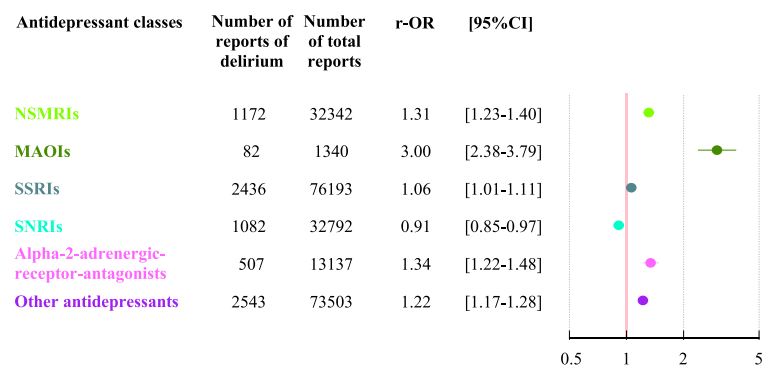 Antidepressant classes Number of reports of delirium Number of total reports r-OR [95%CI]
NSMRIs 1172 32342 1.31 [1.23-1.40]
MAOIs 82 1340 3.00 [2.38-3.79]
SSRIs 2436 76193 1.06 [1.01-1.11]
SNRIs 1082 32792 0.91 [0.85-0.97]
Alpha-2-adrenergic-
receptor-antagonists 507 13137 1.34 [1.22-1.48]
Other antidepressants 2543 73503 1.22 [1.17-1.28]
0.5 1 2 5